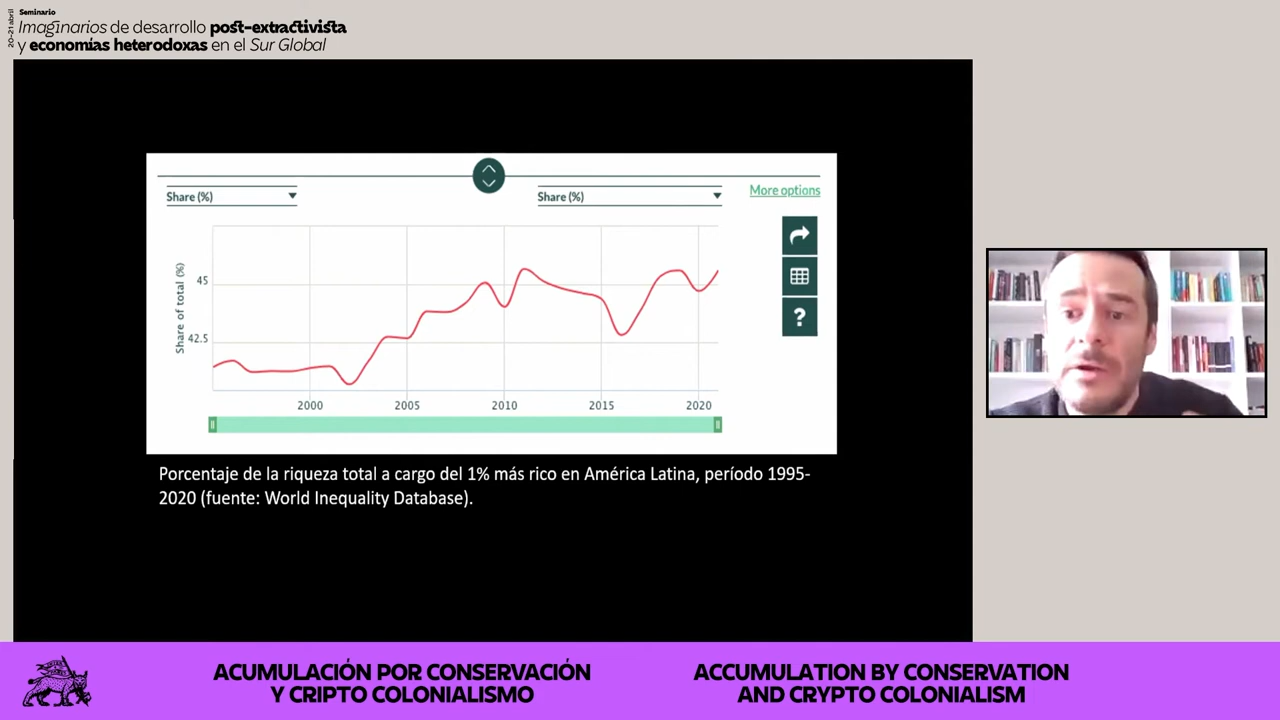 20–21 abril
Seminario
Imaginarios de desarrollo post-extractivista
y economías heterodoxas en el Sur Global
Share (%)
Share (%)
More options
Share of total (%)
45
42.5
2000
2005
2010
2015
2020
?
Porcentaje de la riqueza total a cargo del 1% más rico en América Latina, período 1995-
2020 (fuente: World Inequality Database).
ACUMULACIÓN POR CONSERVACIÓN
Y CRIPTO COLONIALISMO
ACCUMULATION BY CONSERVATION
AND CRYPTO COLONIALISM